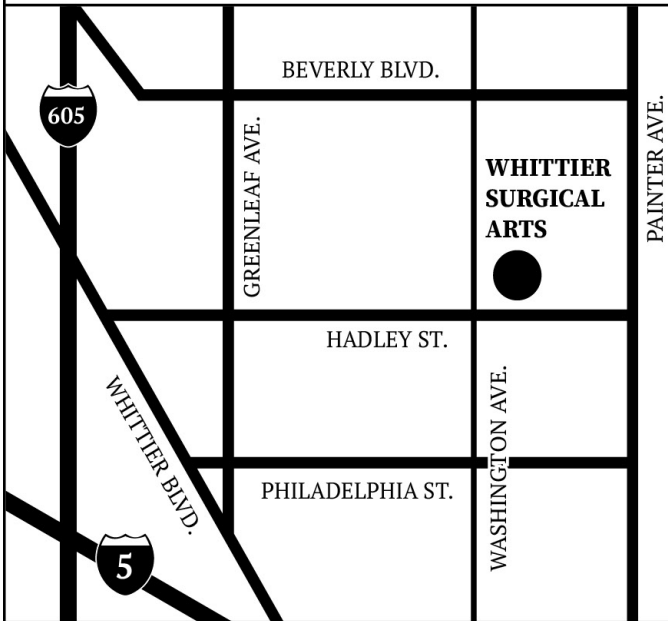 BEVERLY BLVD.
605
GREENLEAF AVE.
PAINTER AVE.
WHITTIER
SURGICAL
ARTS
HADLEY ST.
WHITTIER BLVD.
WASHINGTON AVE.
PHILADELPHIA ST.
5